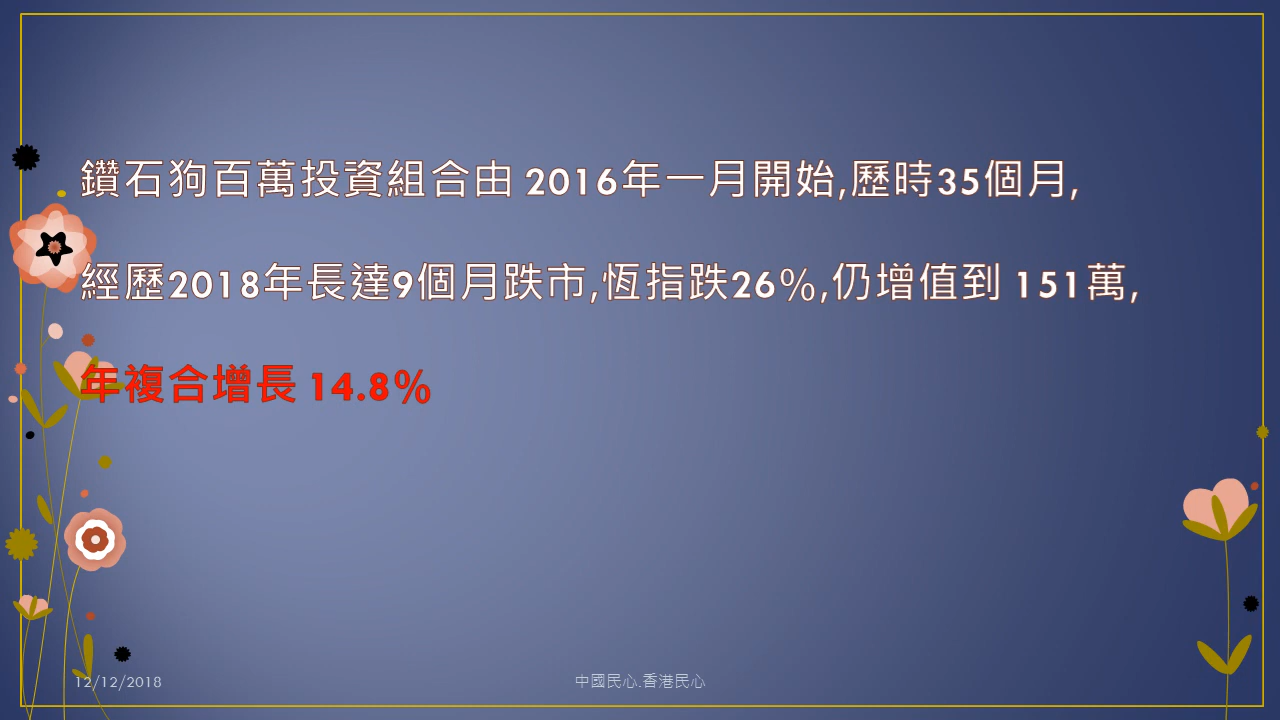 鑽石狗百萬投資組合由 2016年一月開始,歷時35個月,
經歷2018年長達9個月跌市,恆指跌26%,仍增值到 151萬,
年複合增長 14.8%
12/12/2018
中國民心.香港民心